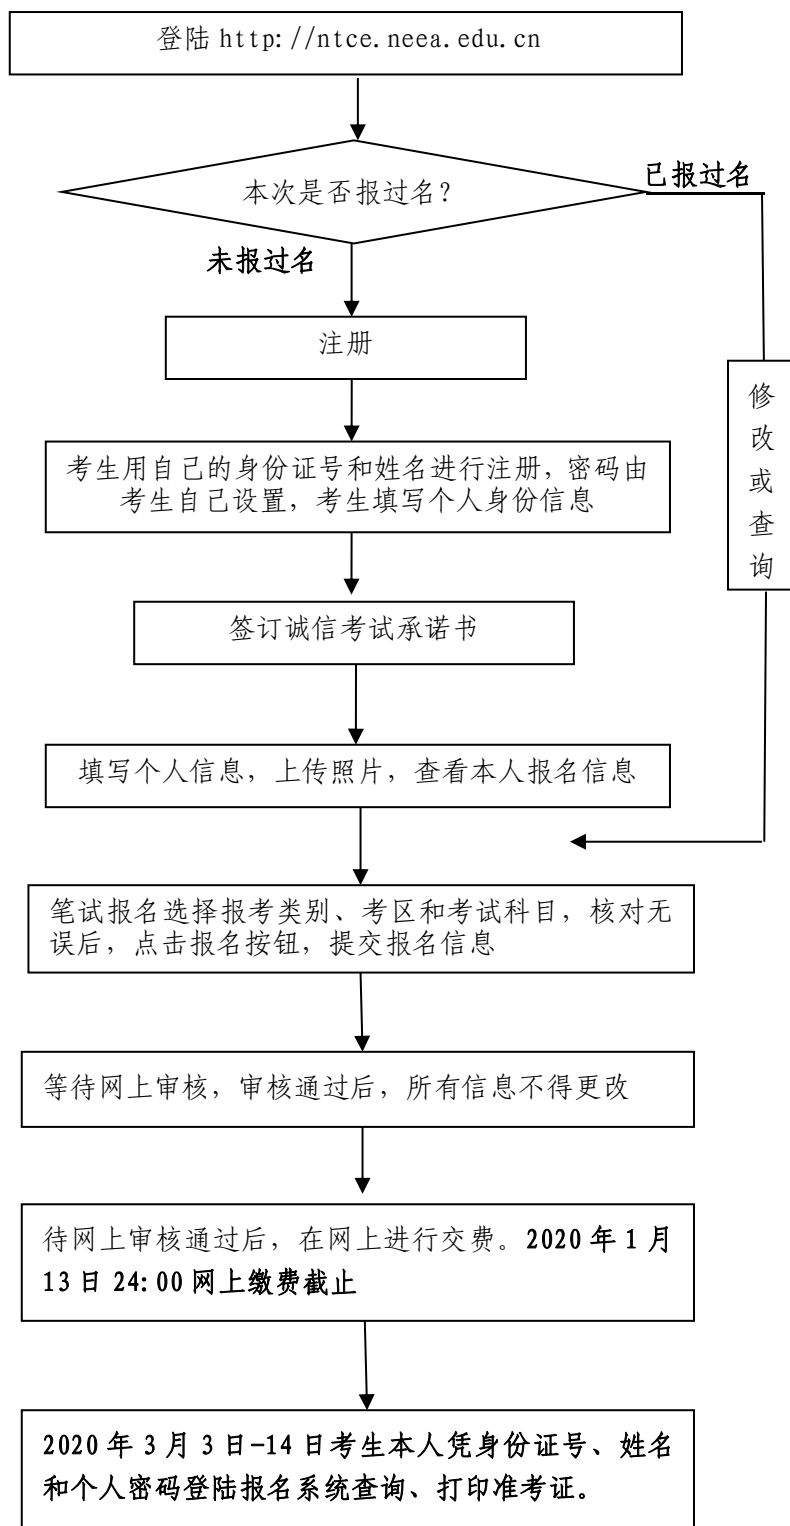 登陆 http://ntce.neea.edu.cn
本次是否报过名？
已报过名
未报过名
注册
修
改
或
查
询
考生用自己的身份证号和姓名进行注册，密码由
考生自己设置，考生填写个人身份信息
签订诚信考试承诺书
填写个人信息，上传照片，查看本人报名信息
笔试报名选择报考类别、考区和考试科目，核对无
误后，点击报名按钮，提交报名信息
等待网上审核，审核通过后，所有信息不得更改
待网上审核通过后，在网上进行交费。2020 年 1 月
13 日 24:00 网上缴费截止
2020 年 3 月 3 日-14 日考生本人凭身份证号、姓名
和个人密码登陆报名系统查询、打印准考证。